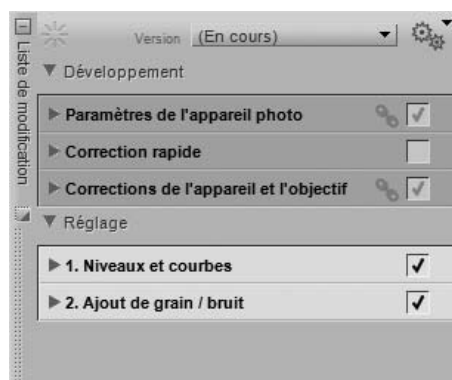 Version (En cours)
Liste de modification
Développement
Paramètres de l'appareil photo
Correction rapide
Corrections de l'appareil et l'objectif
Réglage
1. Niveaux et courbes
2. Ajout de grain / bruit